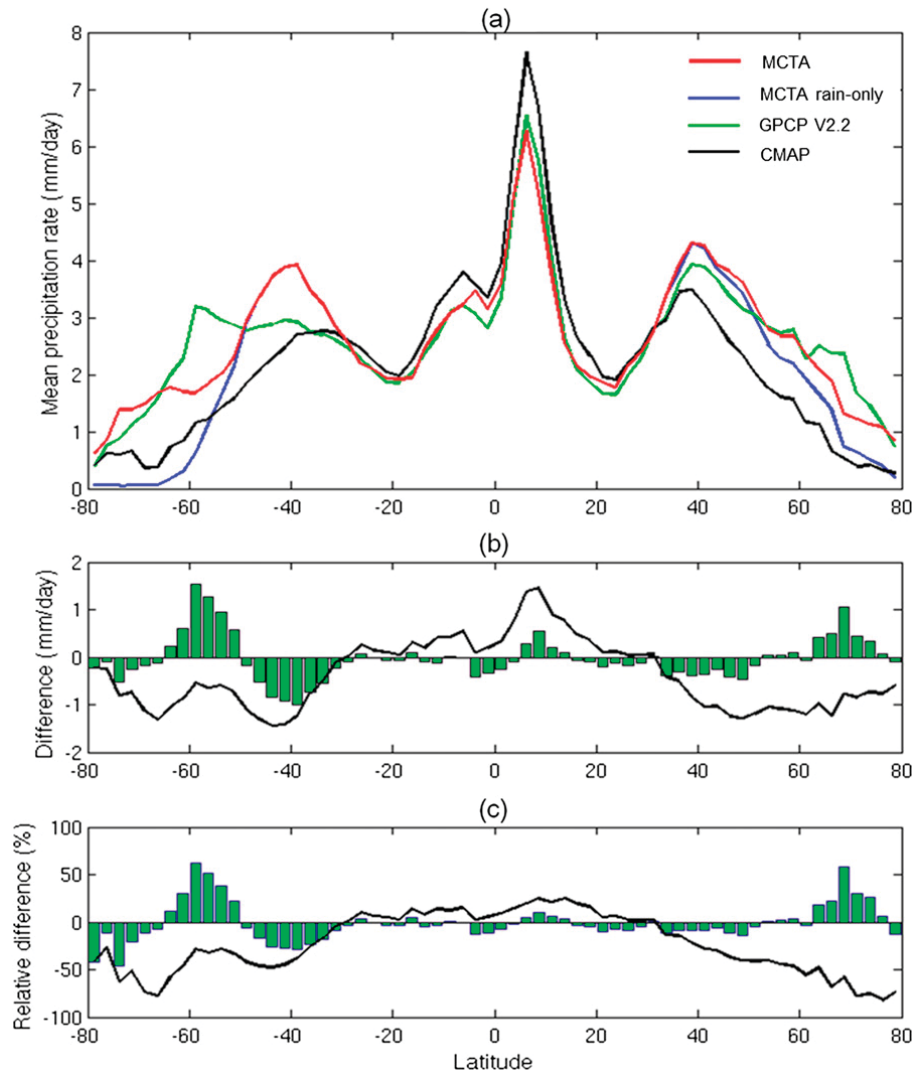 (a)
8
7
6
5
4
3
2
1
0
Mean precipitation rate (mm/day)
MCTA
MCTA rain-only
GPCP V2.2
CMAP
-80 -60 -40 -20 0 20 40 60 80
(b)
2
1
0
-1
-2
Difference (mm/day)
-80 -60 -40 -20 0 20 40 60 80
(c)
100
50
0
-50
-100
Relative difference (%)
-80 -60 -40 -20 0 20 40 60 80
Latitude